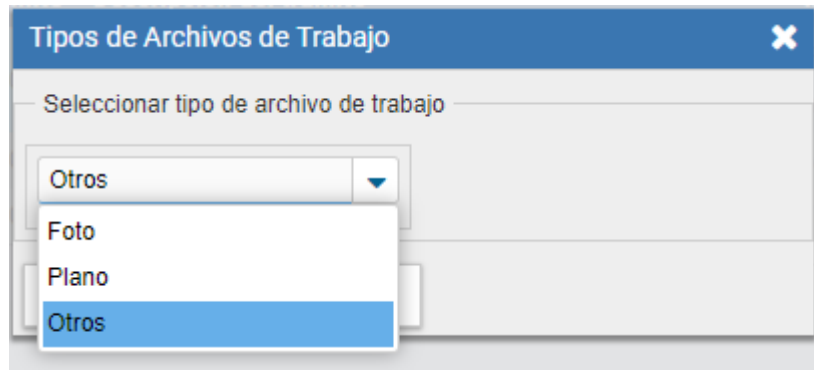 Tipos de Archivos de Trabajo
Seleccionar tipo de archivo de trabajo
Otros
Foto
Plano
Otros